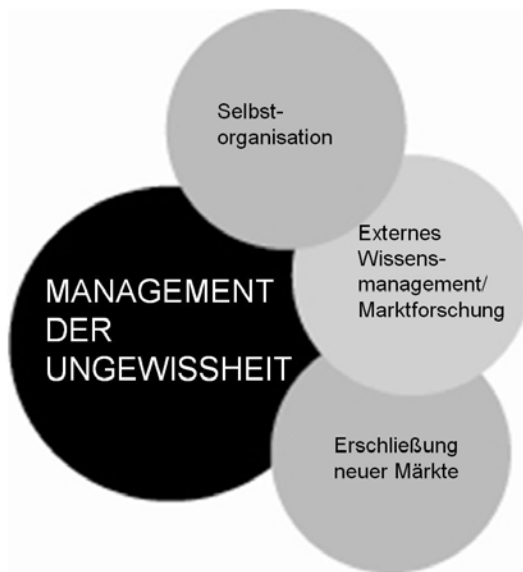 Selbst-
organisation
Externes
Wissens-
management/
Marktforschung
MANAGEMENT
DER
UNGEWISSHEIT
Erschließung
neuer Märkte